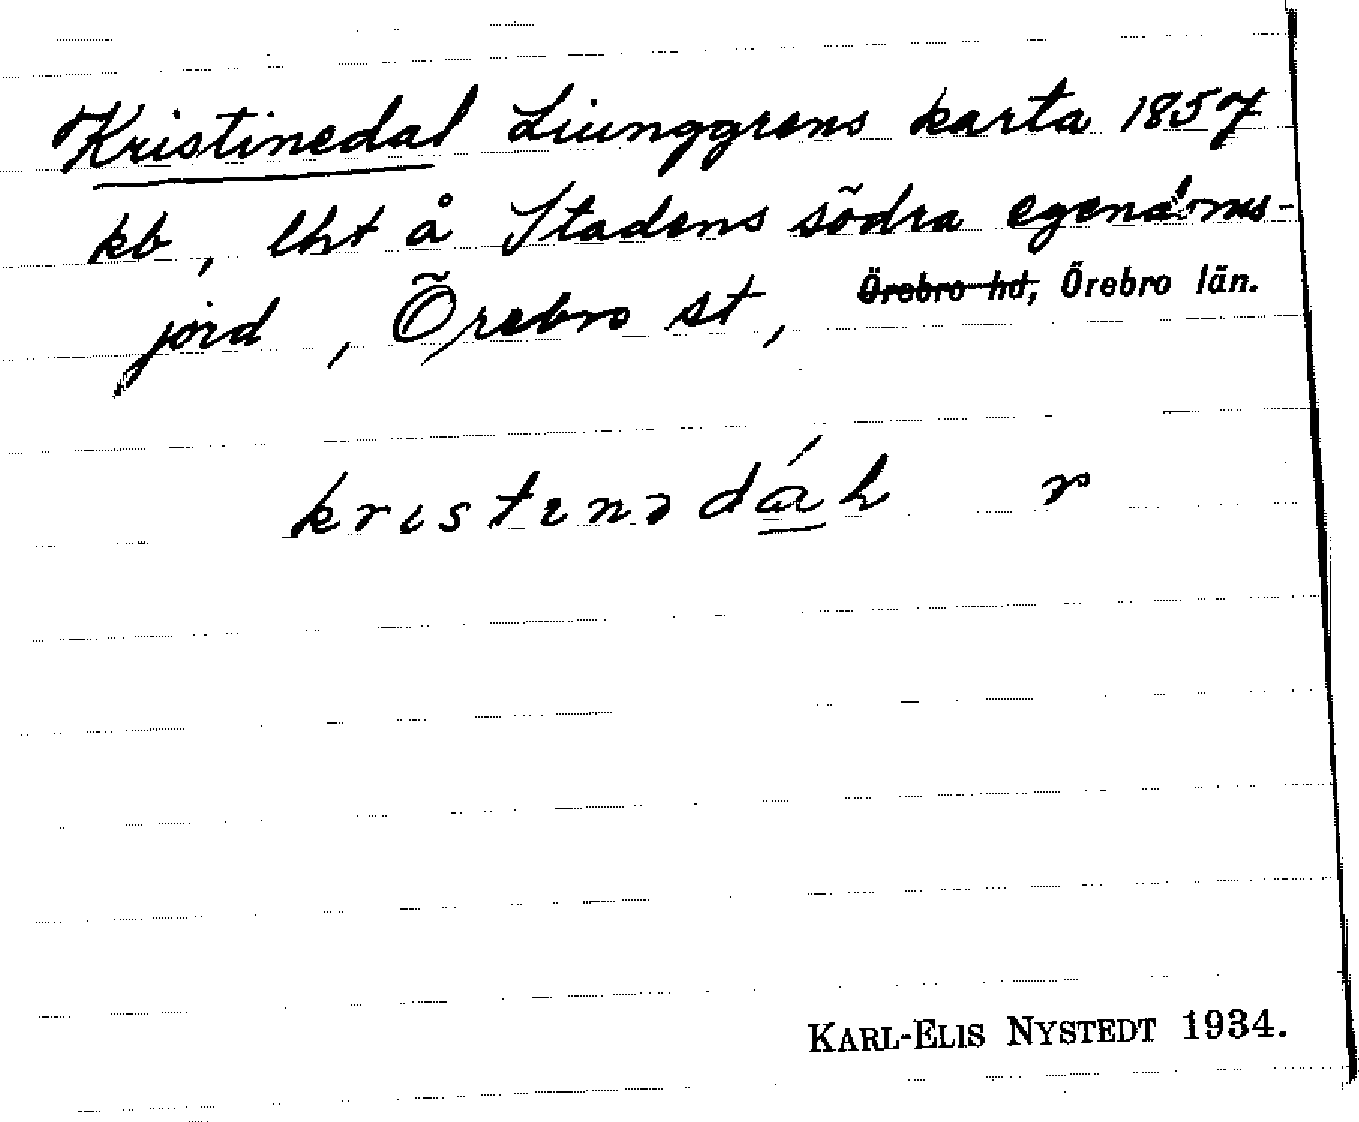 Kristinedal Liunggrens karta 1857
kb, lht å Stadens södra egendoms-
jord, Örebro st, Örebro hd, Örebro län.
kristinədál r
KARL-ELIS NYSTEDT 1934.